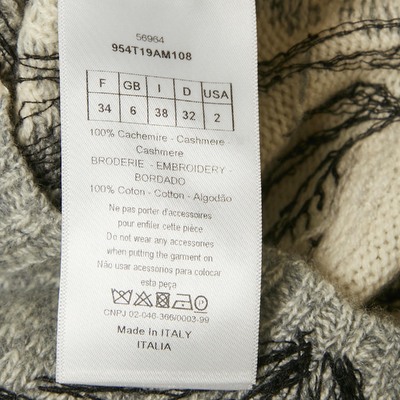 56964
954T19AM108
F GB I D USA
34 6 38 32 2
100% Cachemire - Cashmere
Cashmere
BRODERIE - EMBROIDERY
BORDADO
100% Coton - Cotton - Algodão
Ne pas porter d'accessoires
pour enfiler cette pièce
Do not wear any accessories
when putting the garment on
Não usar acessórios para colocar
esta peça
CNPJ 02-046-366/0003-99
Made in ITALY
ITALIA